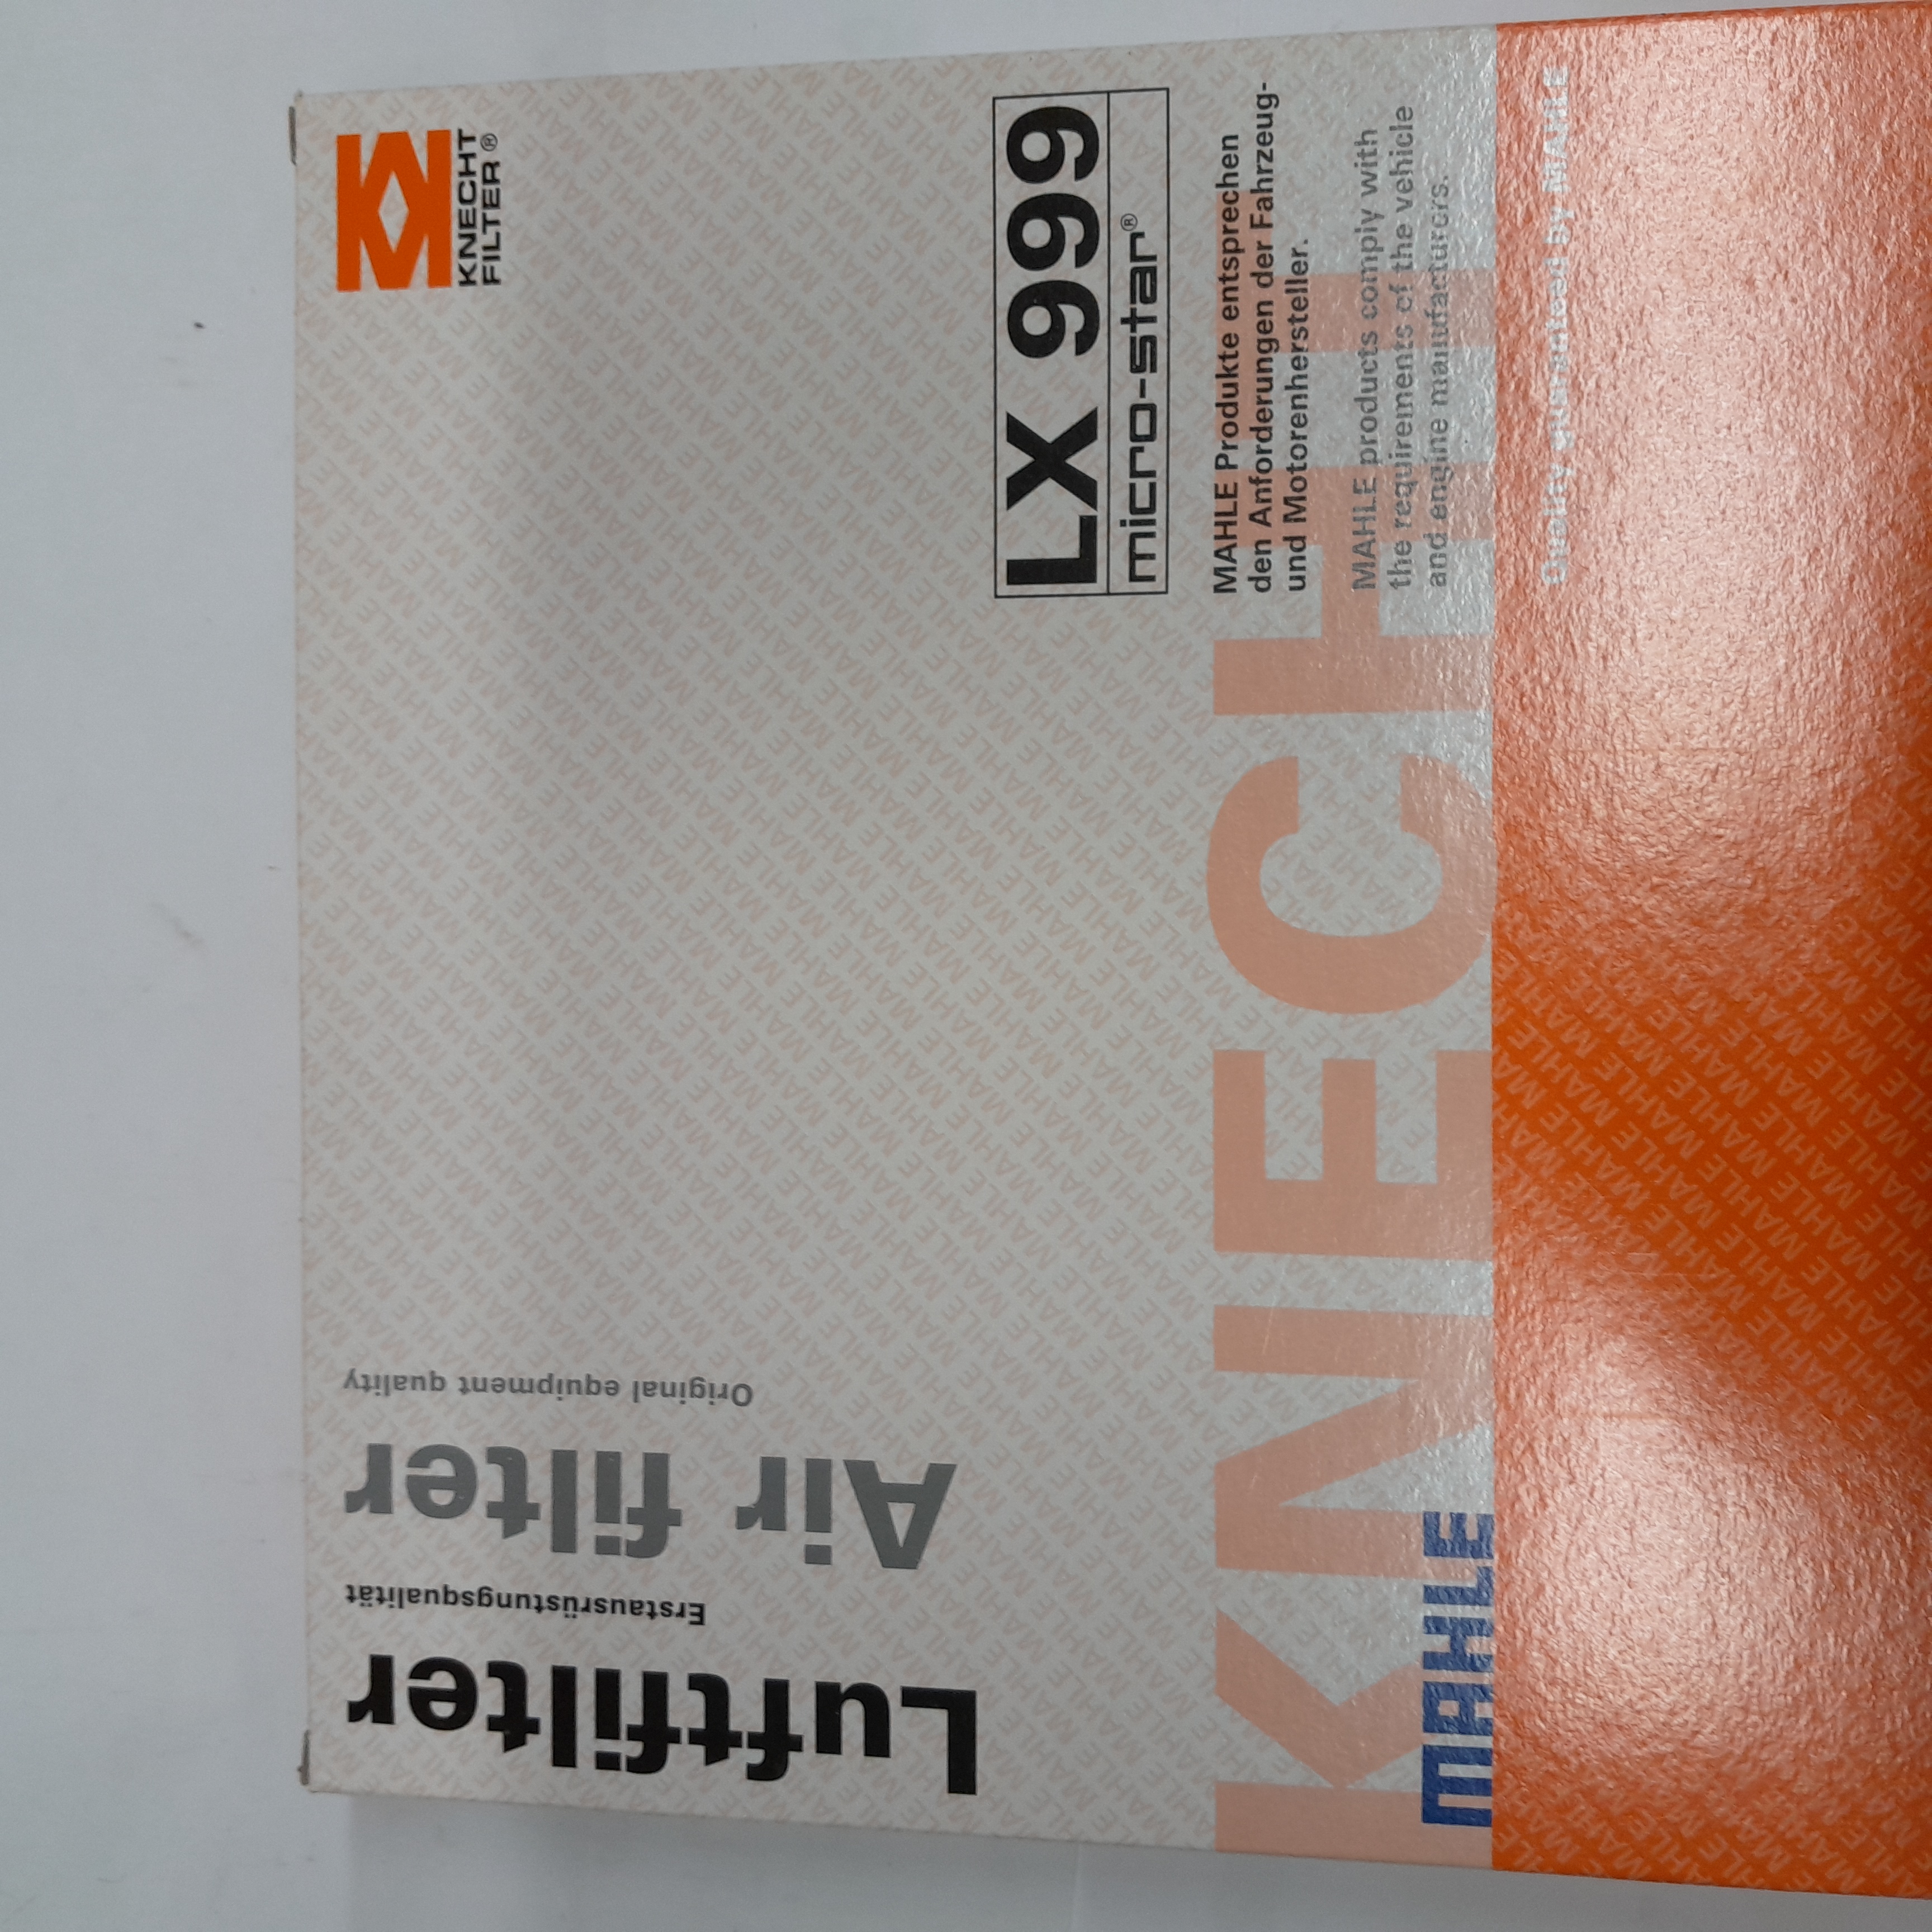 KNECHT
FILTER®
LX 999
micro-star®
MAHLE Produkte entsprechen
den Anforderungen der Fahrzeug-
und Motorenhersteller.
MAHLE products comply with
the requirements of the vehicle
and engine manufacturers.
Quality guaranteed by MAHLE
KNECHT
MAHLE
Luftfilter
Erstausrüstungsqualität
Air filter
Original equipment quality